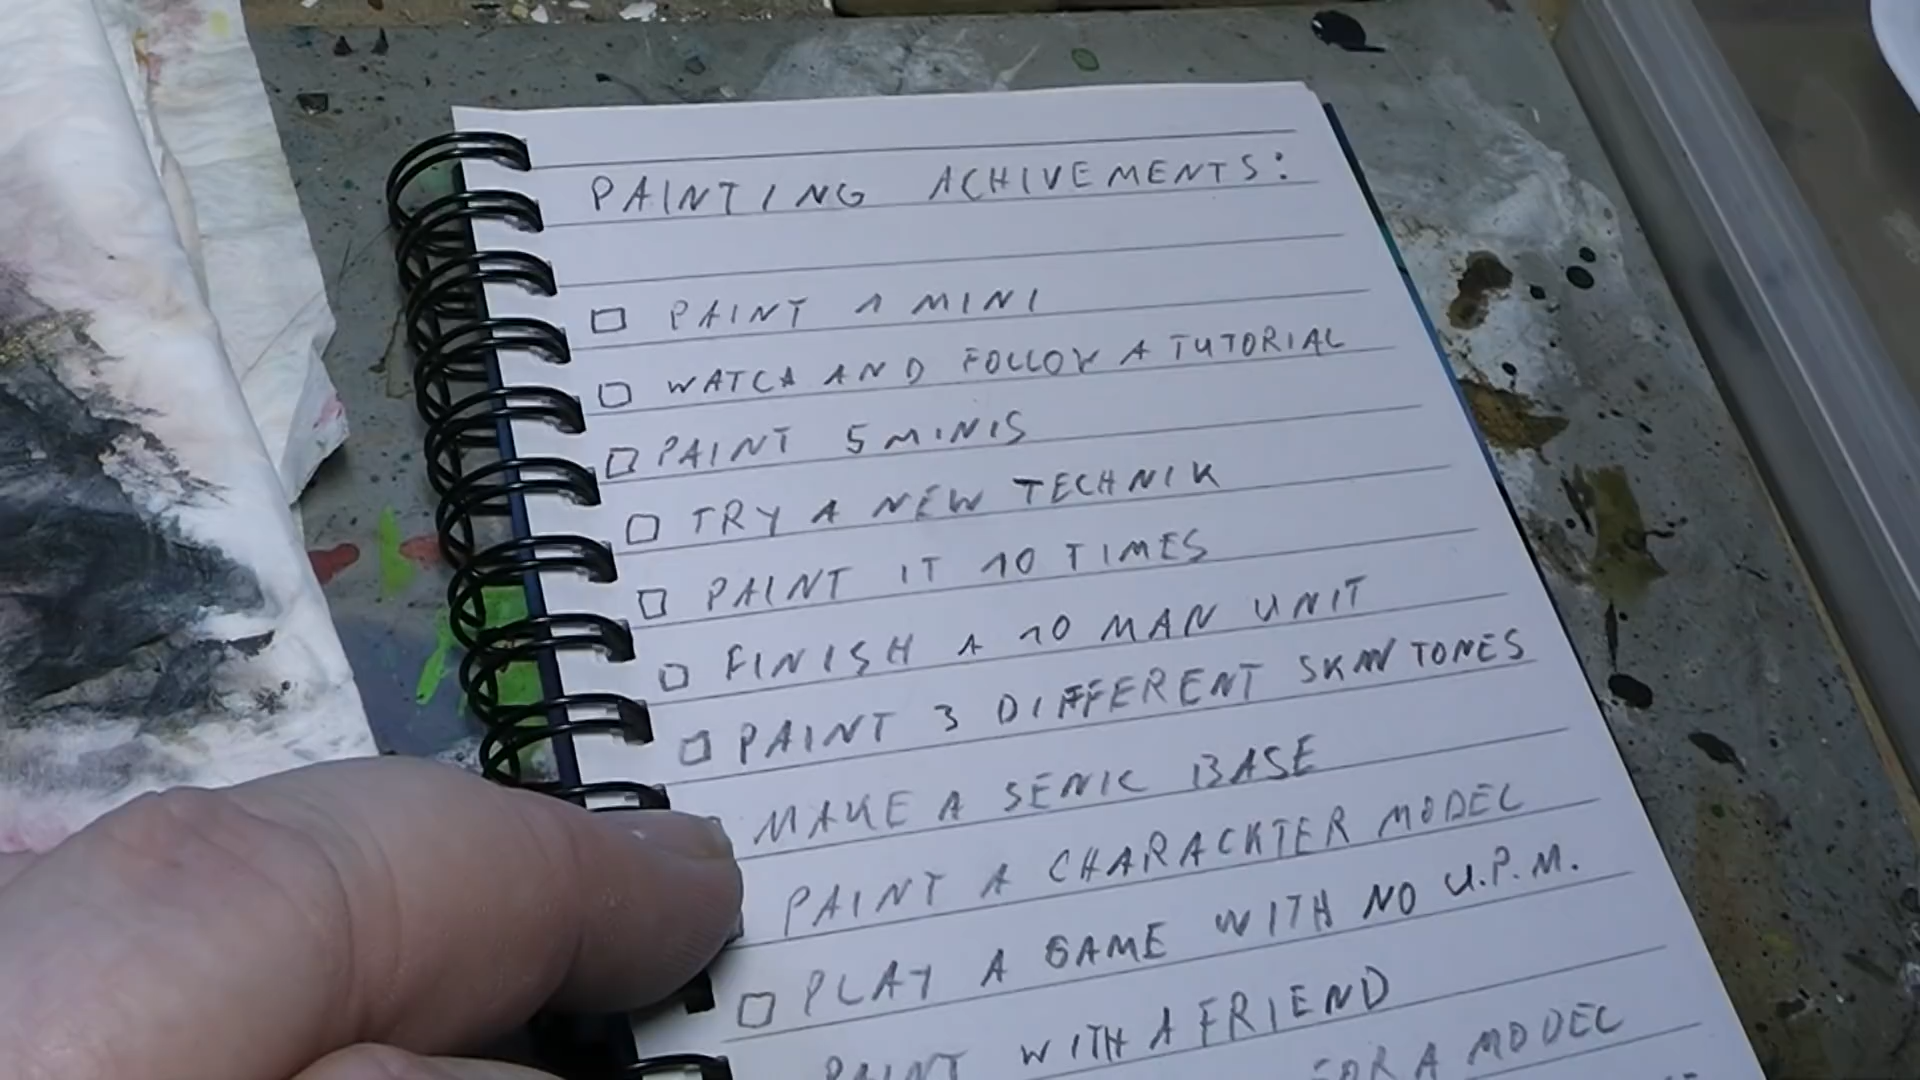 PAINTING ACHIVEMENTS:
PAINT 1 MINI
WATCH AND FOLLOW A TUTORIAL
PAINT 5 MINIS
TRY A NEW TECHNIK
PAINT IT 10 TIMES
FINISH A 10 MAN UNIT
PAINT 3 DIFFERENT SKIN TONES
MAKE A SENIC BASE
PAINT A CHARACKTER MODEL
PLAY A GAME WITH NO U.P.M.
PAINT WITH A FRIEND
FOR A MODEL